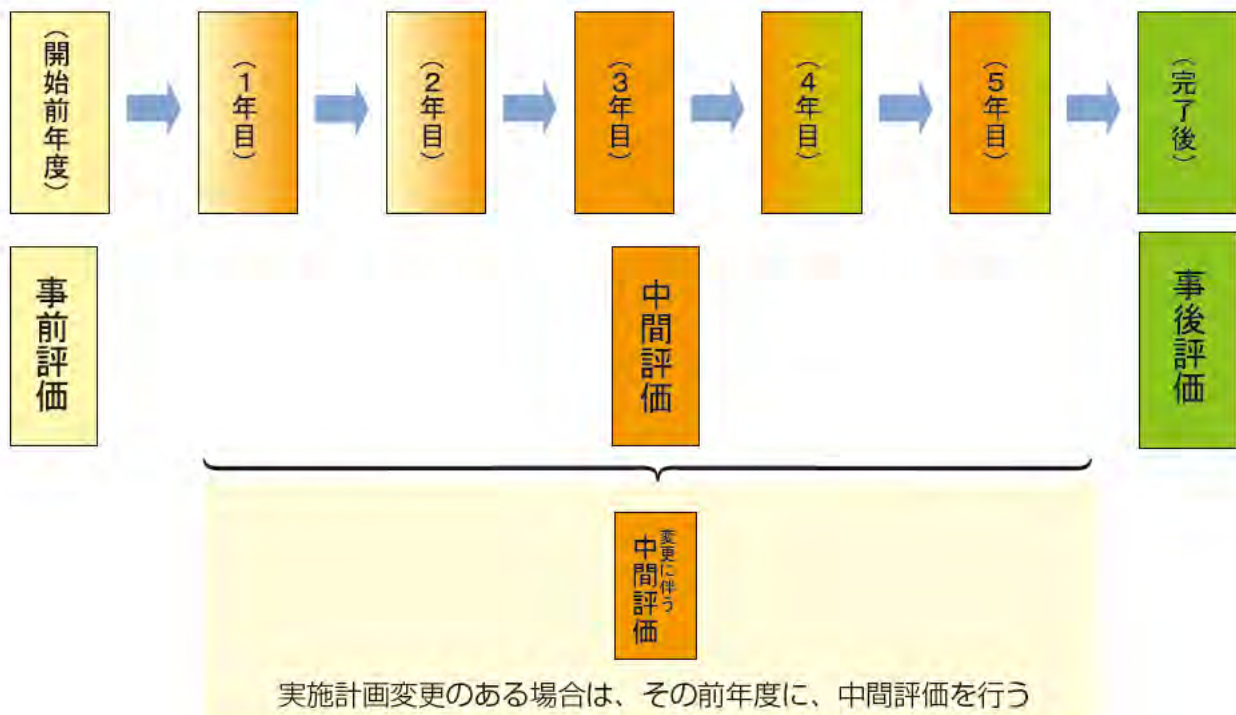 （開始前年度）
（１年目）
（２年目）
（３年目）
（４年目）
（５年目）
（完了後）
事前評価
中間評価
事後評価
変更に伴う
中間評価
実施計画変更のある場合は、その前年度に、中間評価を行う